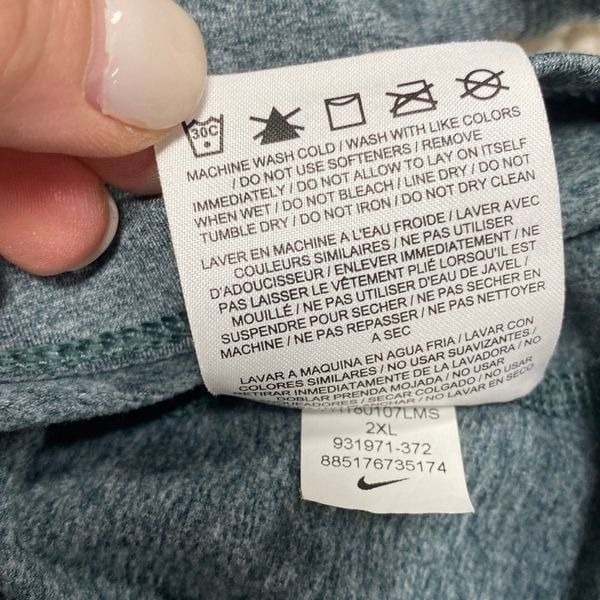 30C
MACHINE WASH COLD / WASH WITH LIKE COLORS
/ DO NOT USE SOFTENERS / REMOVE
IMMEDIATELY / DO NOT ALLOW TO LAY ON ITSELF
WHEN WET / DO NOT BLEACH / LINE DRY / DO NOT
TUMBLE DRY / DO NOT IRON / DO NOT DRY CLEAN
LAVER EN MACHINE A L'EAU FROIDE / LAVER AVEC
COULEURS SIMILAIRES / NE PAS UTILISER
D'ADOUCISSEUR / ENLEVER IMMEDIATEMENT / NE
PAS LAISSER LE VÊTEMENT PLIÉ LORSQU'IL EST
MOUILLÉ / NE PAS UTILISER D'EAU DE JAVEL /
SUSPENDRE POUR SECHER / NE PAS SECHER EN
MACHINE / NE PAS REPASSER / NE PAS NETTOYER
A SEC
LAVAR A MAQUINA EN AGUA FRIA / LAVAR CON
COLORES SIMILARES / NO USAR SUAVIZANTES /
RETIRAR INMEDIATAMENTE DE LA LAVADORA / NO
DOBLAR PRENDA MOJADA / NO USAR
/ SECAR COLGADO / NO USAR
/ NO LAVAR EN SECO
107LMS
2XL
931971-372
885176735174